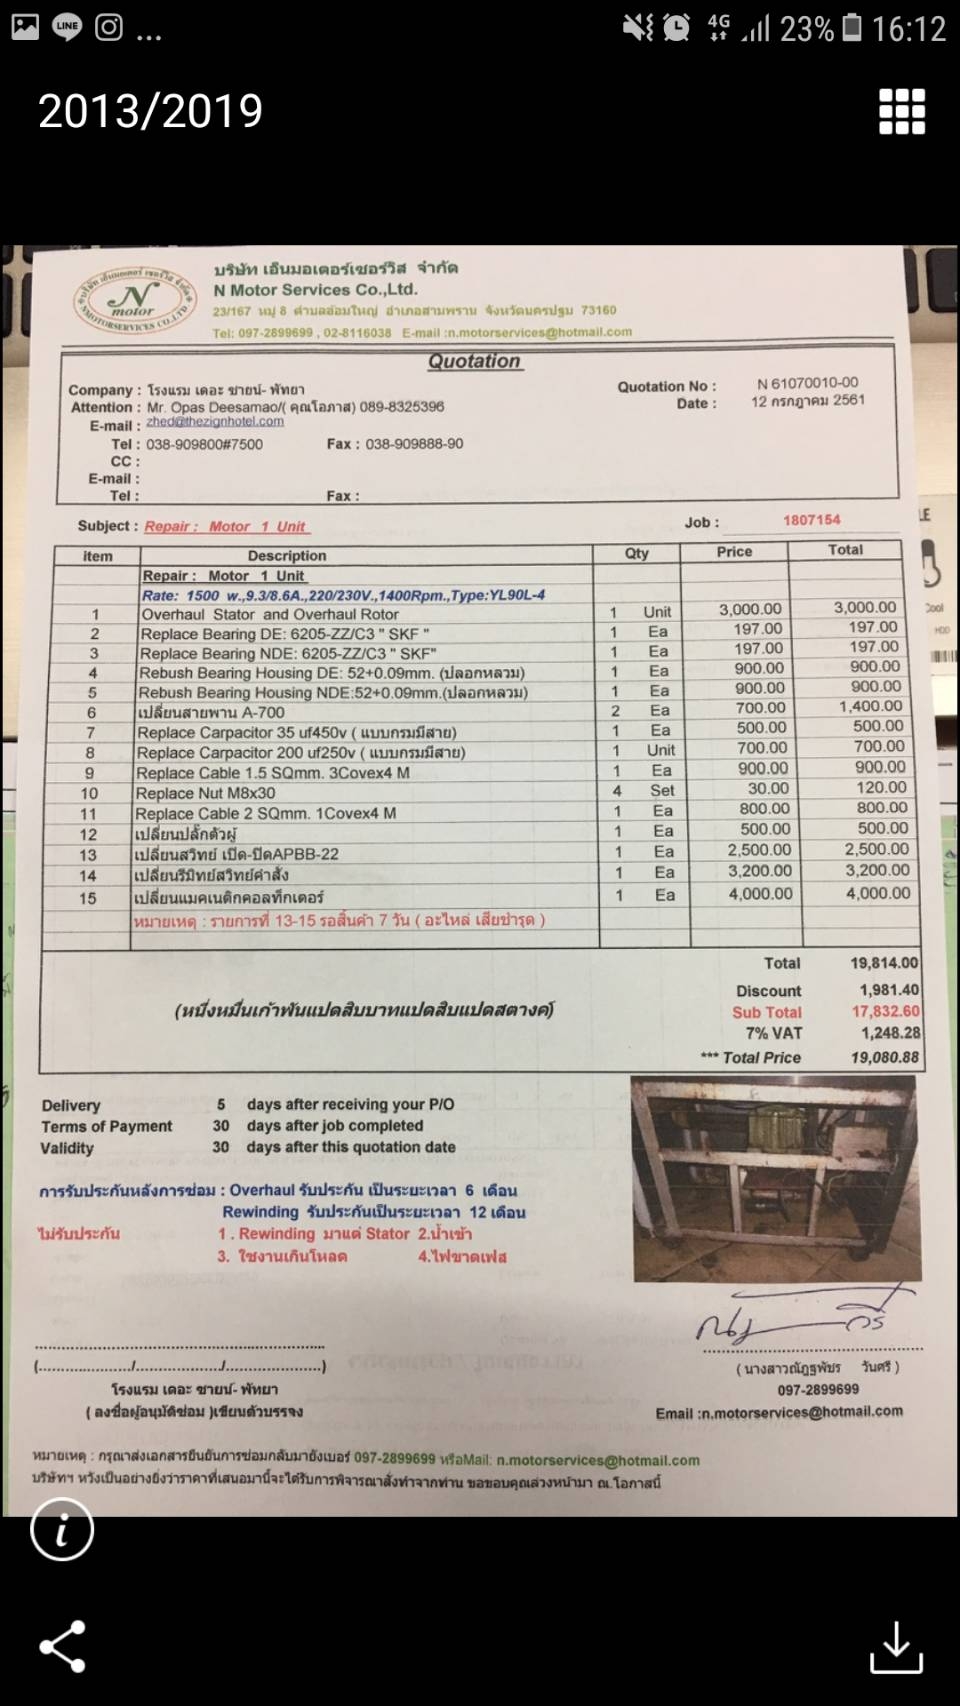 LINE ... 4G 23% 16:12
2013/2019
N motor
บริษัท เอ็นมอเตอร์เซอร์วิส จำกัด
N Motor Services Co.,Ltd.
23/167 หมู่ 8 ตำบลอ้อมใหญ่ อำเภอสามพราน จังหวัดนครปฐม 73160
Tel: 097-2899699 , 02-8116038 E-mail :n.motorservices@hotmail.com
Quotation
Company : โรงแรม เดอะ ซายน์- พัทยา Quotation No : N 61070010-00
Attention : Mr. Opas Deesamao/( คุณโอภาส) 089-8325396 Date : 12 กรกฎาคม 2561
E-mail : zhed@thezignhotel.com
Tel : 038-909800#7500 Fax : 038-909888-90
CC :
E-mail :
Tel : Fax :
Subject : Repair : Motor 1 Unit Job : 1807154
item Description Qty Price Total
Repair : Motor 1 Unit
Rate: 1500 w.,9.3/8.6A.,220/230V.,1400Rpm.,Type:YL90L-4
1 Overhaul Stator and Overhaul Rotor 1 Unit 3,000.00 3,000.00
2 Replace Bearing DE: 6205-ZZ/C3 " SKF " 1 Ea 197.00 197.00
3 Replace Bearing NDE: 6205-ZZ/C3 " SKF" 1 Ea 197.00 197.00
4 Rebush Bearing Housing DE: 52+0.09mm. (ปลอกหลวม) 1 Ea 900.00 900.00
5 Rebush Bearing Housing NDE:52+0.09mm.(ปลอกหลวม) 1 Ea 900.00 900.00
6 เปลี่ยนสายพาน A-700 2 Ea 700.00 1,400.00
7 Replace Carpacitor 35 uf450v ( แบบกรมมีสาย) 1 Ea 500.00 500.00
8 Replace Carpacitor 200 uf250v ( แบบกรมมีสาย) 1 Unit 700.00 700.00
9 Replace Cable 1.5 SQmm. 3Covex4 M 1 Ea 900.00 900.00
10 Replace Nut M8x30 4 Set 30.00 120.00
11 Replace Cable 2 SQmm. 1Covex4 M 1 Ea 800.00 800.00
12 เปลี่ยนปลั๊กตัวผู้ 1 Ea 500.00 500.00
13 เปลี่ยนสวิทย์ เปิด-ปิดAPBB-22 1 Ea 2,500.00 2,500.00
14 เปลี่ยนรีมิทย์สวิทย์คำสั่ง 1 Ea 3,200.00 3,200.00
15 เปลี่ยนแมคเนติกคอลท็กเตอร์ 1 Ea 4,000.00 4,000.00
หมายเหตุ : รายการที่ 13-15 รอสินค้า 7 วัน ( อะไหล่ เสียชำรุด )
Total 19,814.00
Discount 1,981.40
(หนึ่งหมื่นเก้าพันแปดสิบบาทแปดสิบแปดสตางค์) Sub Total 17,832.60
7% VAT 1,248.28
*** Total Price 19,080.88
Delivery 5 days after receiving your P/O
Terms of Payment 30 days after job completed
Validity 30 days after this quotation date
การรับประกันหลังการซ่อม : Overhaul รับประกัน เป็นระยะเวลา 6 เดือน
Rewinding รับประกันเป็นระยะเวลา 12 เดือน
ไม่รับประกัน 1 . Rewinding มาแต่ Stator 2.น้ำเข้า
3. ใช้งานเกินโหลด 4.ไฟขาดเฟส
(..................../..................../....................)
โรงแรม เดอะ ซายน์- พัทยา
( ลงชื่อผู้อนุมัติซ่อม )เขียนตัวบรรจง
( นางสาวณัฎฐพัชร วันศรี )
097-2899699
Email :n.motorservices@hotmail.com
หมายเหตุ : กรุณาส่งเอกสารยืนยันการซ่อมกลับมายังเบอร์ 097-2899699 หรือMail: n.motorservices@hotmail.com
บริษัทฯ หวังเป็นอย่างยิ่งว่าราคาที่เสนอมานี้จะได้รับการพิจารณาสั่งทำจากท่าน ขอขอบคุณล่วงหน้ามา ณ.โอกาสนี้